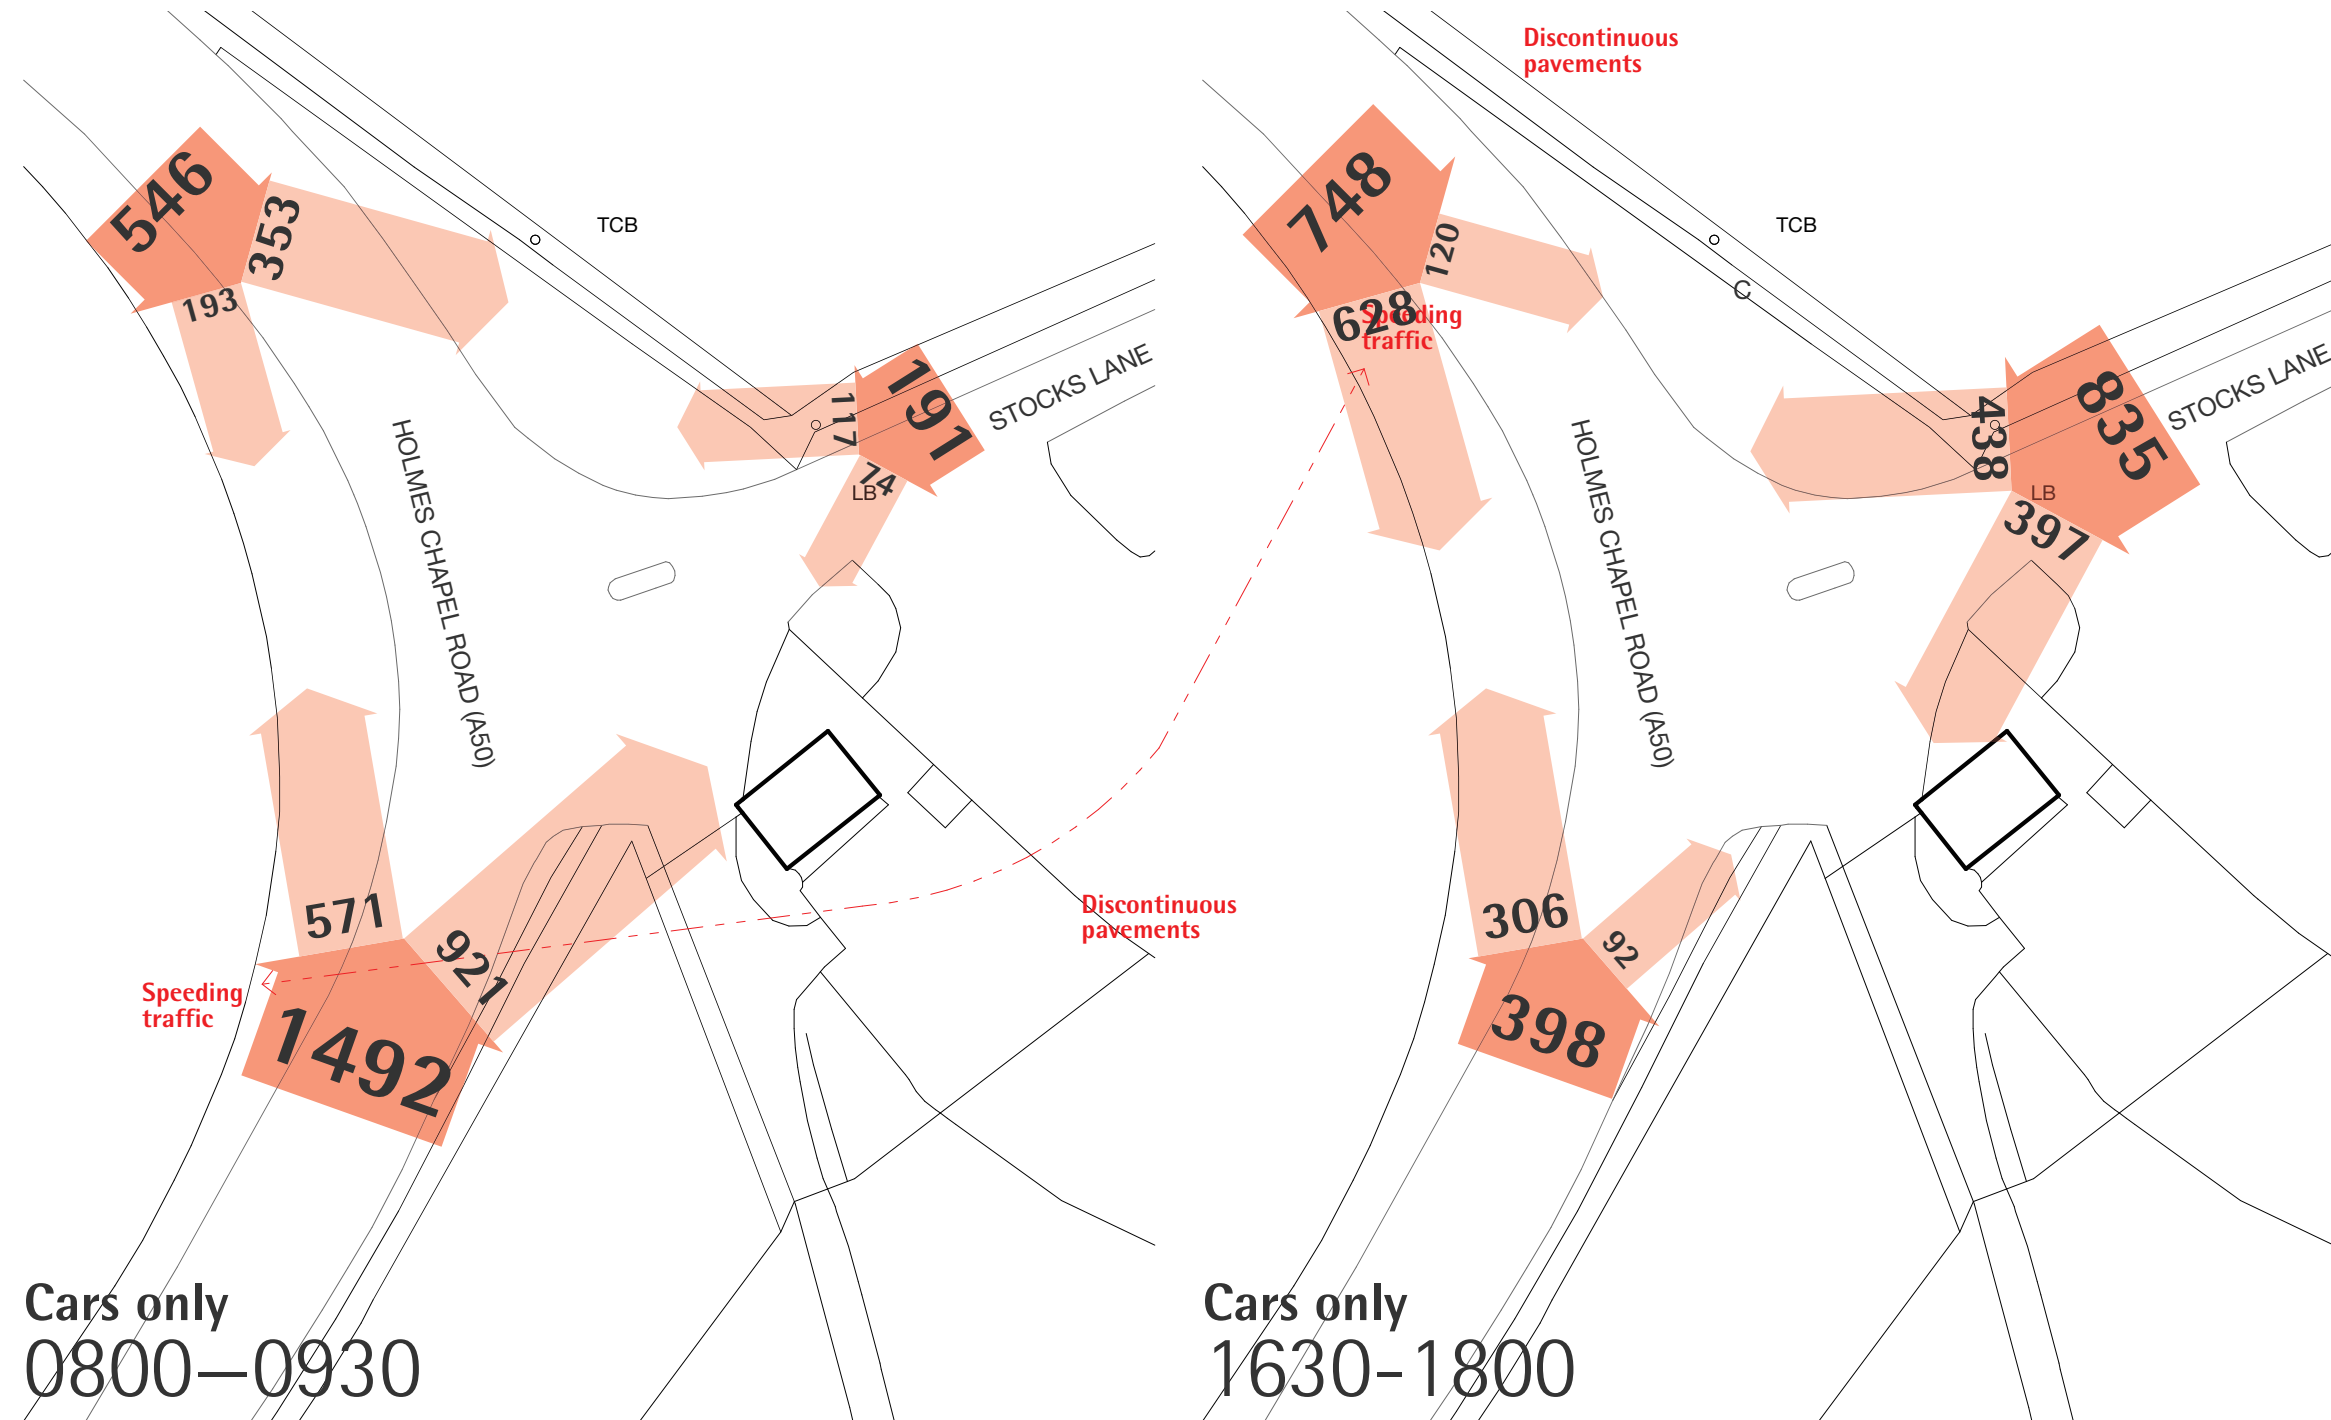 546
353
193
TCB
191
117
74
LB
STOCKS LANE
HOLMES CHAPEL ROAD (A50)
571
921
1492
Speeding
traffic
Discontinuous
pavements
Cars only
0800–0930
Discontinuous
pavements
748
120
628
Speeding
traffic
TCB
C
835
438
397
LB
STOCKS LANE
HOLMES CHAPEL ROAD (A50)
306
92
398
Cars only
1630-1800